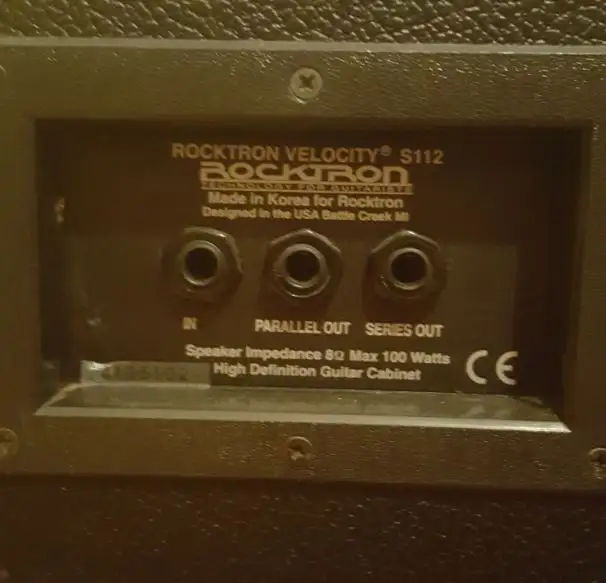 ROCKTRON VELOCITY® S112
ROCKTRON
TECHNOLOGY FOR GUITARISTS
Made in Korea for Rocktron
Designed in the USA Battle Creek MI
IN PARALLEL OUT SERIES OUT
Speaker Impedance 8Ω Max 100 Watts
High Definition Guitar Cabinet
CE